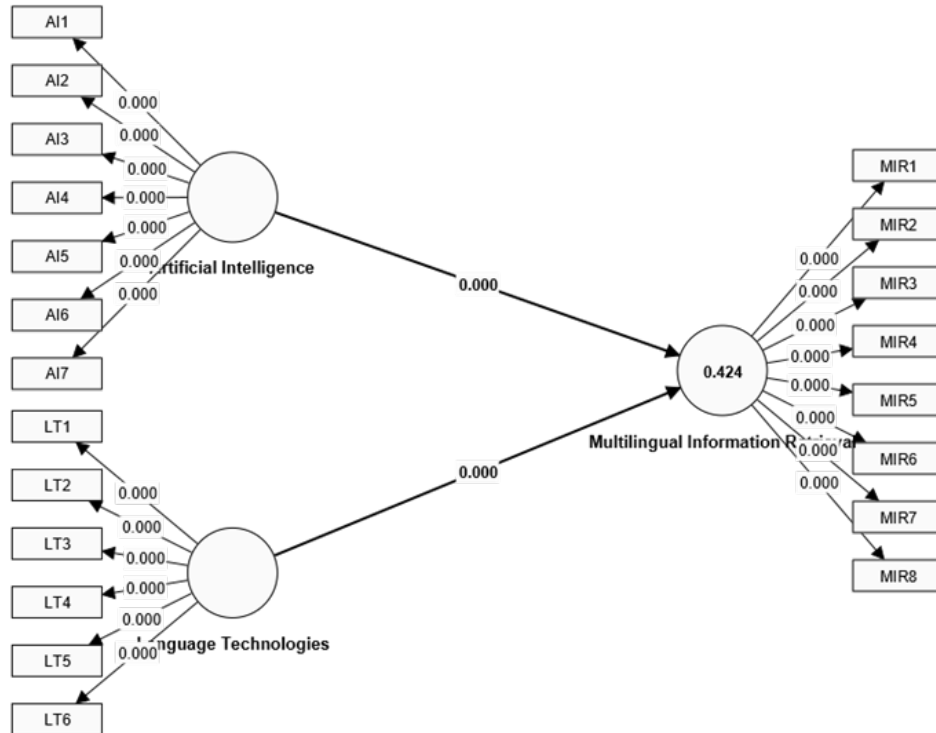 AI1
AI2
AI3
AI4
AI5
AI6
AI7
0.000
0.000
0.000
0.000
0.000
0.000
0.000
Artificial Intelligence
LT1
LT2
LT3
LT4
LT5
LT6
0.000
0.000
0.000
0.000
0.000
0.000
Language Technologies
0.000
0.000
0.424
Multilingual Information Retrieval
0.000
0.000
0.000
0.000
0.000
0.000
0.000
0.000
MIR1
MIR2
MIR3
MIR4
MIR5
MIR6
MIR7
MIR8